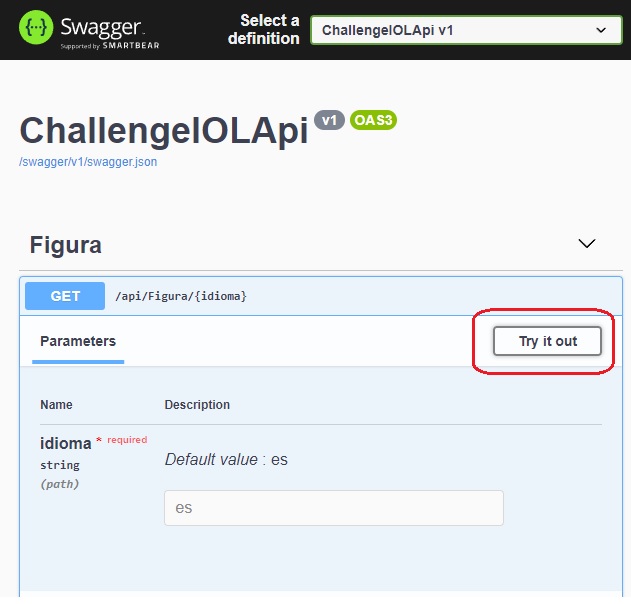 Swagger
Supported by SMARTBEAR
Select a definition
ChallengeIOLApi v1
ChallengeIOLApi v1 OAS3
/swagger/v1/swagger.json
Figura
GET /api/Figura/{idioma}
Parameters
Try it out
Name Description
idioma * required
string
(path)
Default value : es
es